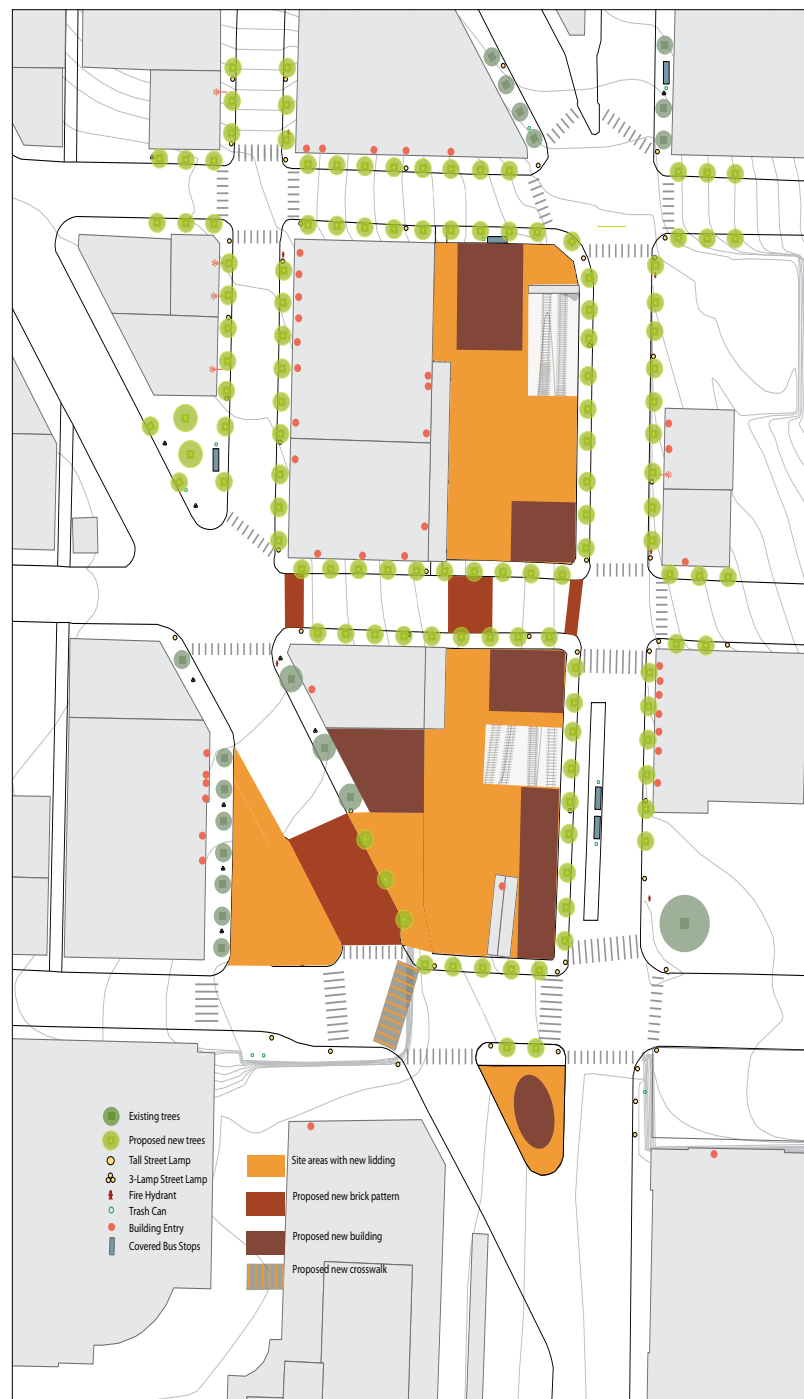 Existing trees
Proposed new trees
Tall Street Lamp
3-Lamp Street Lamp
Fire Hydrant
Trash Can
Building Entry
Covered Bus Stops
Site areas with new lidding
Proposed new brick pattern
Proposed new building
Proposed new crosswalk